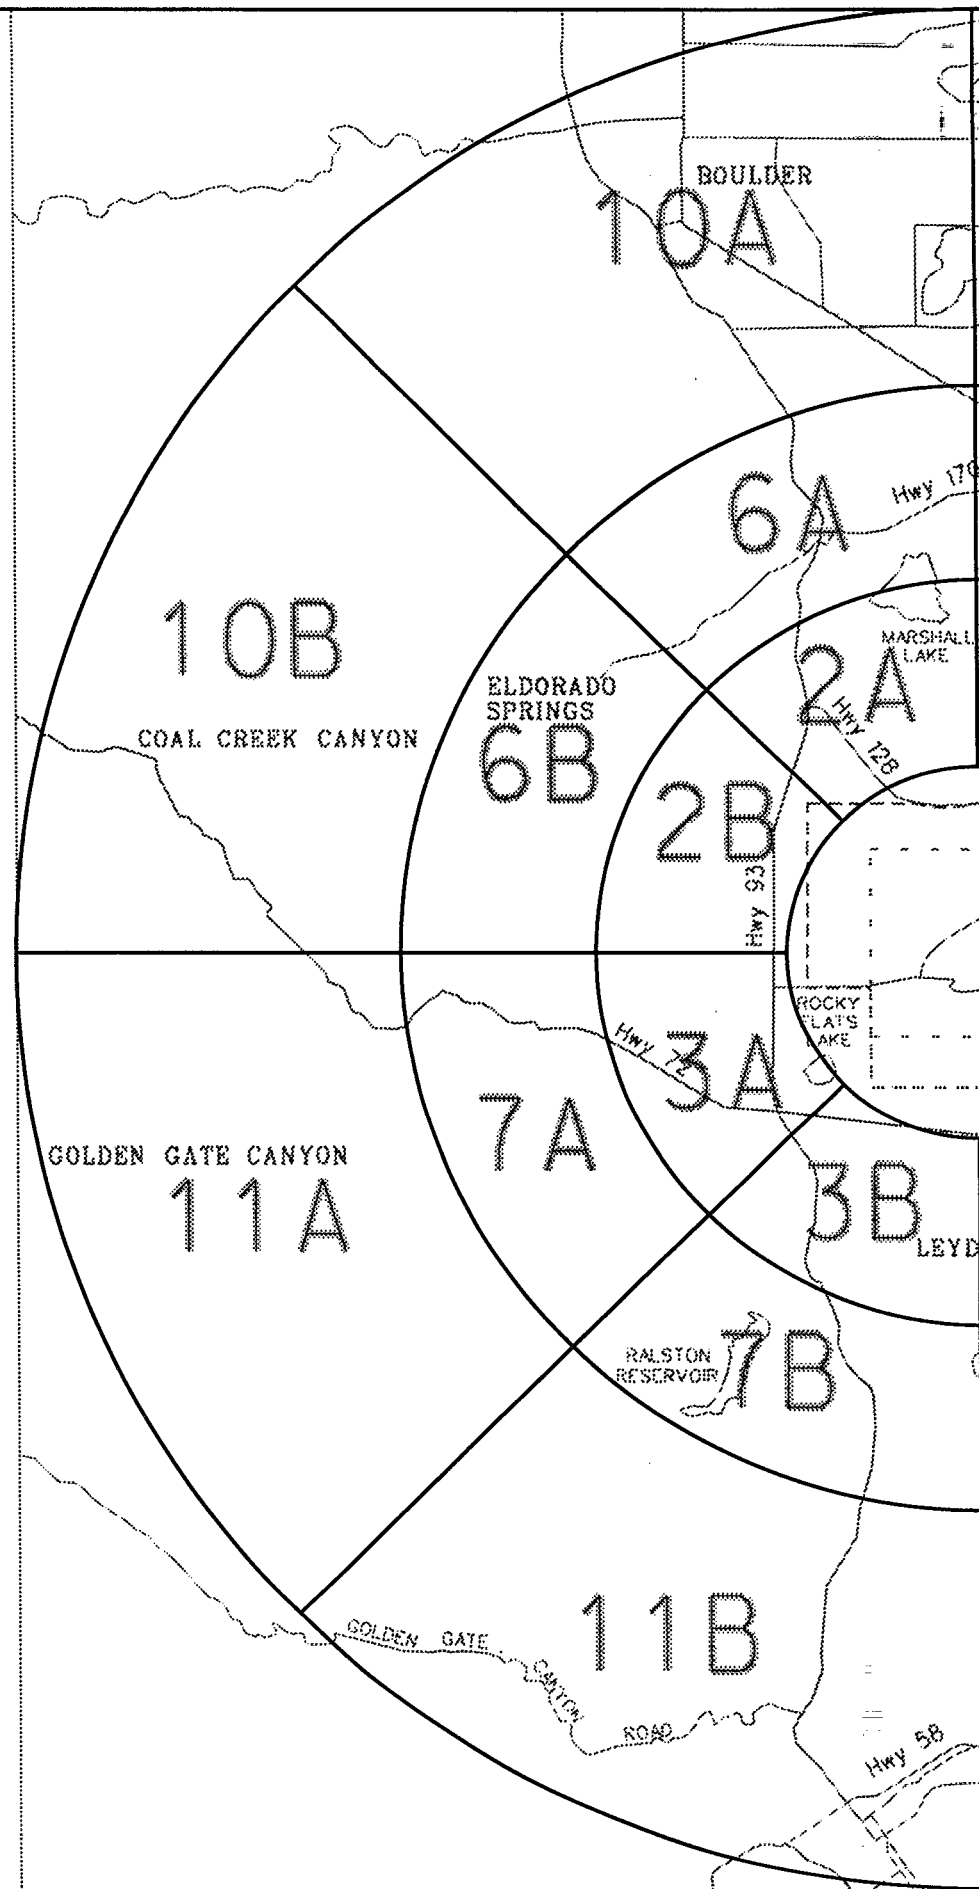 BOULDER
10A
6A
Hwy 170
10B
MARSHALL
LAKE
2A
ELDORADO
SPRINGS
6B
COAL CREEK CANYON
Hwy 128
2B
Hwy 93
ROCKY
FLATS
LAKE
Hwy 72
3A
7A
GOLDEN GATE CANYON
11A
3B
LEYD
7B
RALSTON
RESERVOIR
11B
GOLDEN GATE CANYON ROAD
Hwy 58